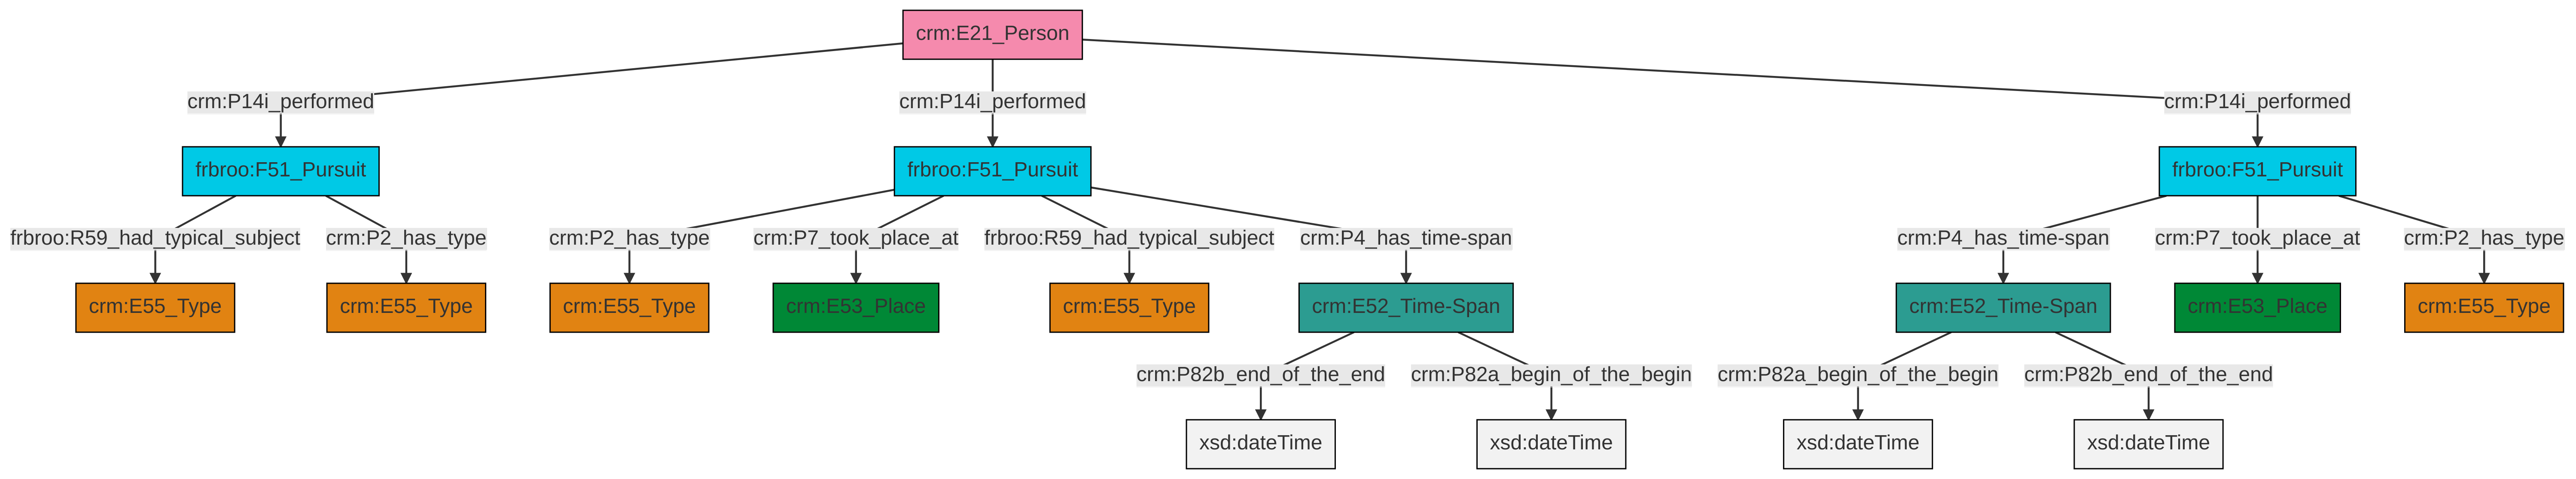 crm:E21_Person
crm:P14i_performed
crm:P14i_performed
crm:P14i_performed
frbroo:F51_Pursuit
frbroo:F51_Pursuit
frbroo:F51_Pursuit
frbroo:R59_had_typical_subject
crm:P2_has_type
crm:P2_has_type
crm:P7_took_place_at
frbroo:R59_had_typical_subject
crm:P4_has_time-span
crm:P4_has_time-span
crm:P7_took_place_at
crm:P2_has_type
crm:E55_Type
crm:E55_Type
crm:E55_Type
crm:E53_Place
crm:E55_Type
crm:E52_Time-Span
crm:E52_Time-Span
crm:E53_Place
crm:E55_Type
crm:P82b_end_of_the_end
crm:P82a_begin_of_the_begin
crm:P82a_begin_of_the_begin
crm:P82b_end_of_the_end
xsd:dateTime
xsd:dateTime
xsd:dateTime
xsd:dateTime